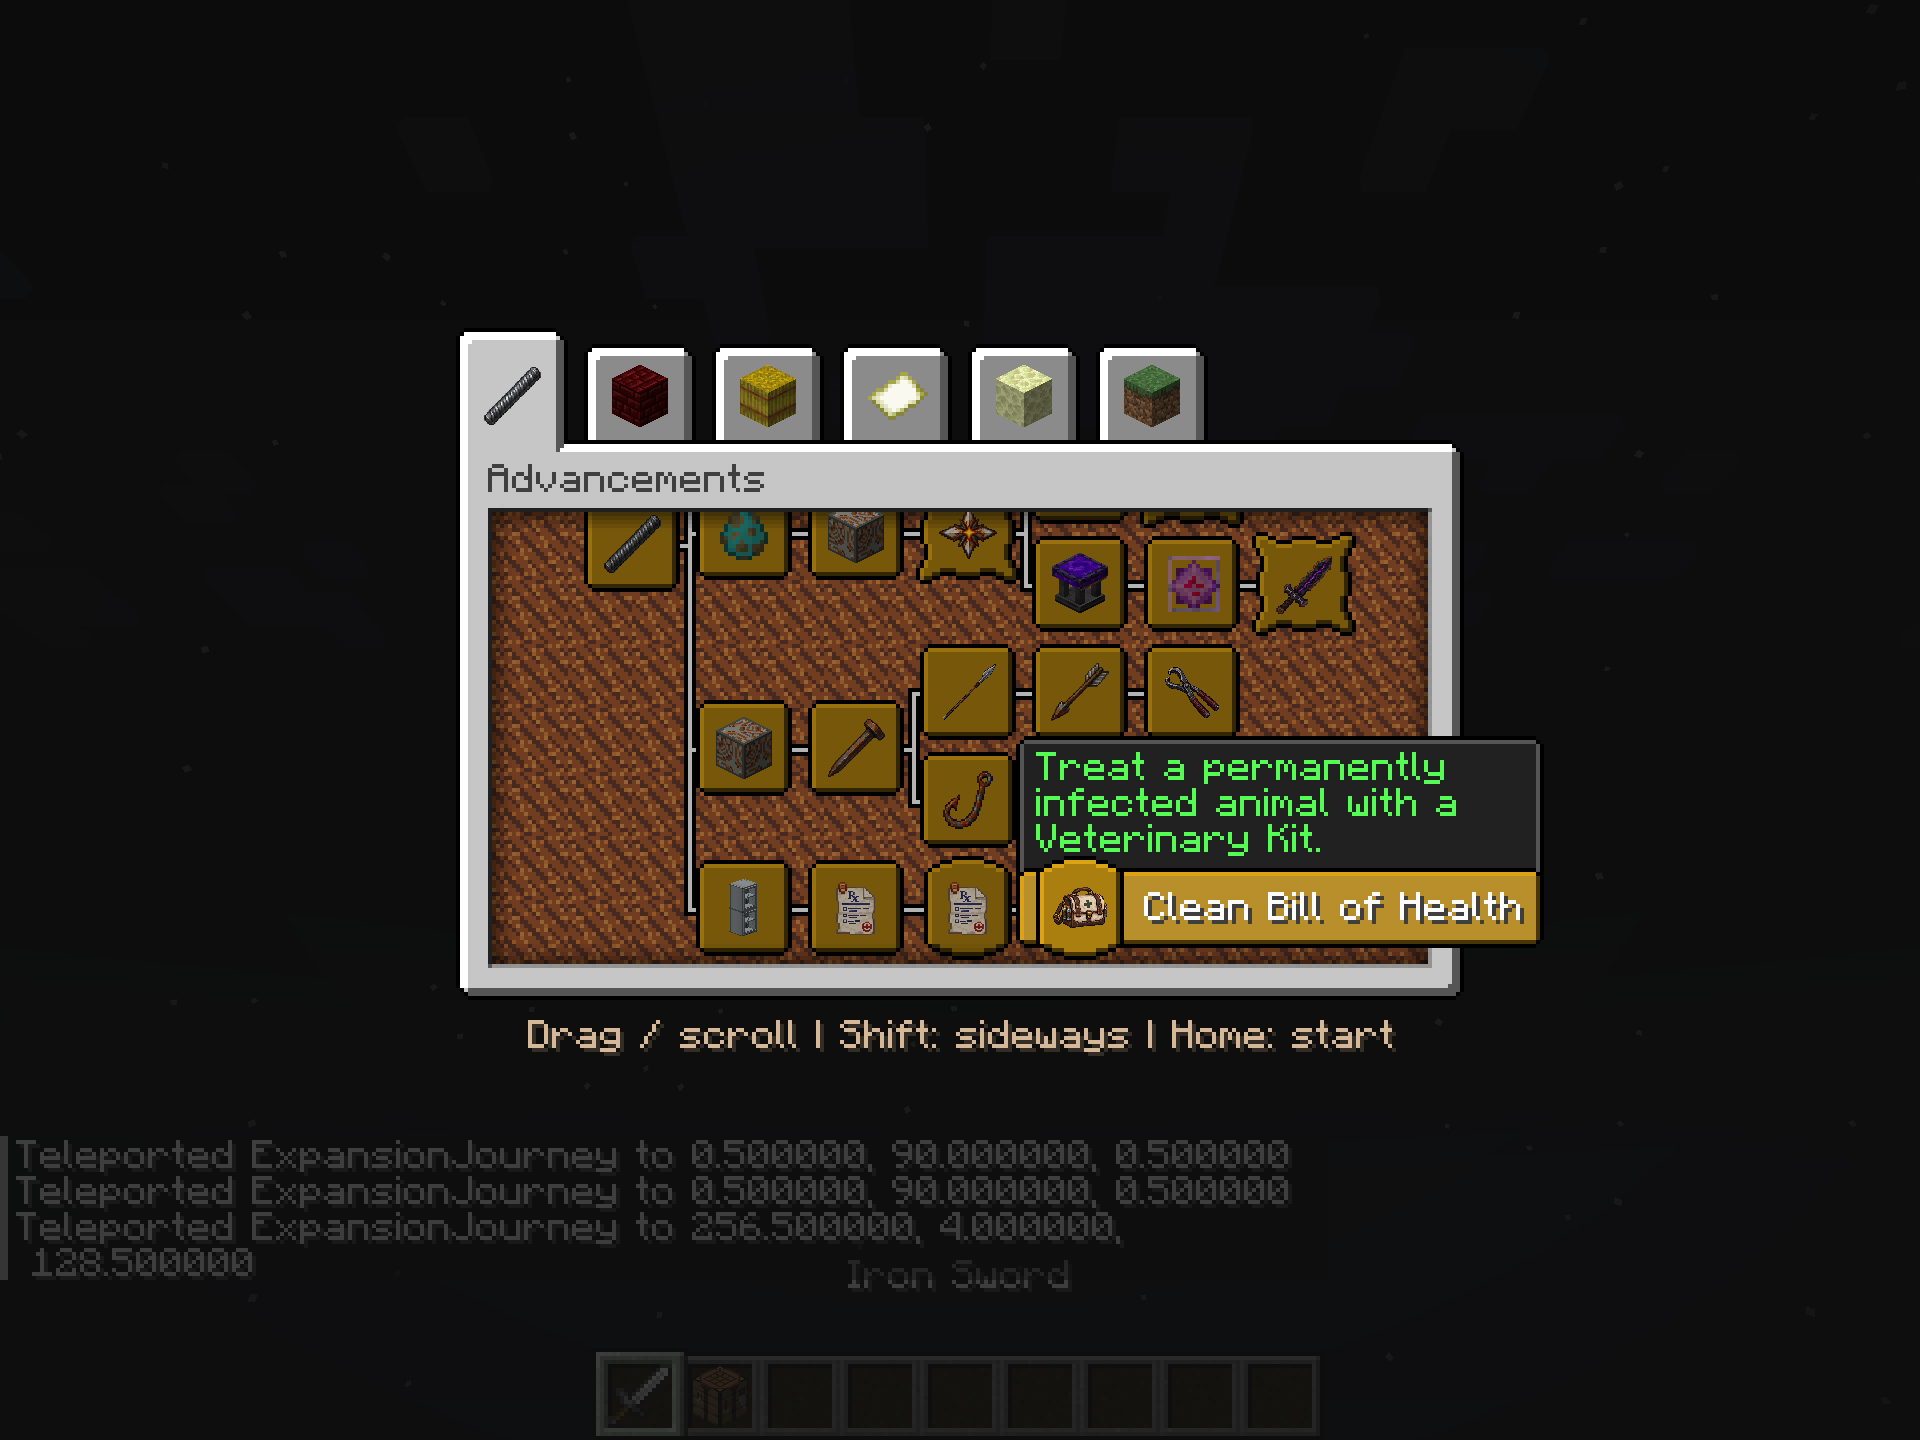 Advancements
Treat a permanently
infected animal with a
Veterinary Kit.
Clean Bill of Health
Drag / scroll | Shift: sideways | Home: start
Teleported ExpansionJourney to 0.500000, 90.000000, 0.500000
Teleported ExpansionJourney to 0.500000, 90.000000, 0.500000
Teleported ExpansionJourney to 256.500000, 4.000000,
128.500000
Iron Sword